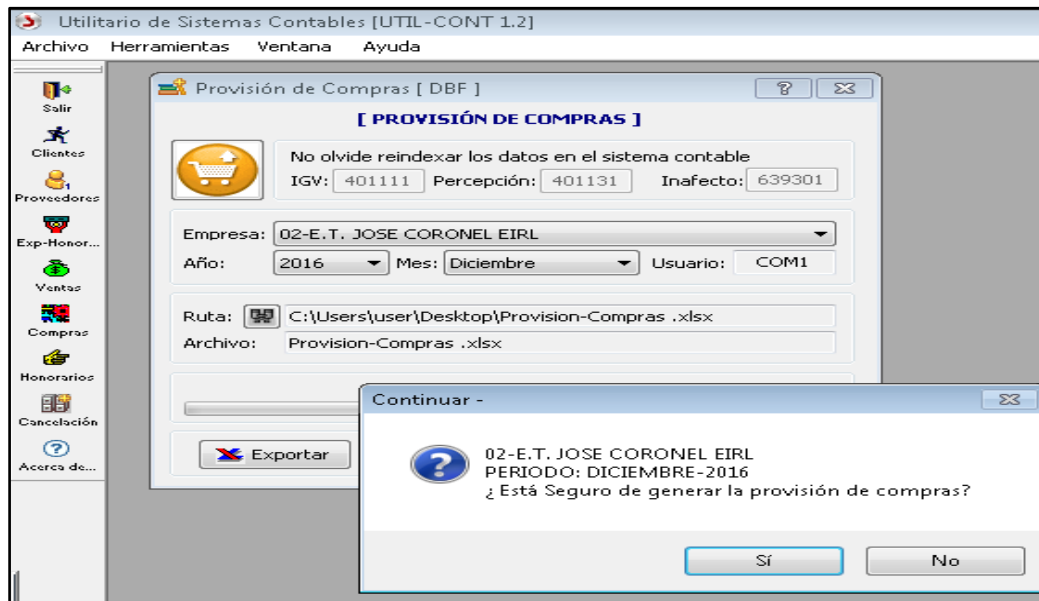 Utilitario de Sistemas Contables [UTIL-CONT 1.2]
Archivo Herramientas Ventana Ayuda
Salir
Clientes
Proveedores
Exp-Honor...
Ventas
Compras
Honorarios
Cancelación
Acerca de...
Provisión de Compras [ DBF ]
[ PROVISIÓN DE COMPRAS ]
No olvide reindexar los datos en el sistema contable
IGV: 401111 Percepción: 401131 Inafecto: 639301
Empresa: 02-E.T. JOSE CORONEL EIRL
Año: 2016 Mes: Diciembre Usuario: COM1
Ruta: C:\Users\user\Desktop\Provision-Compras .xlsx
Archivo: Provision-Compras .xlsx
Exportar
Continuar -
02-E.T. JOSE CORONEL EIRL
PERIODO: DICIEMBRE-2016
¿ Está Seguro de generar la provisión de compras?
Sí No